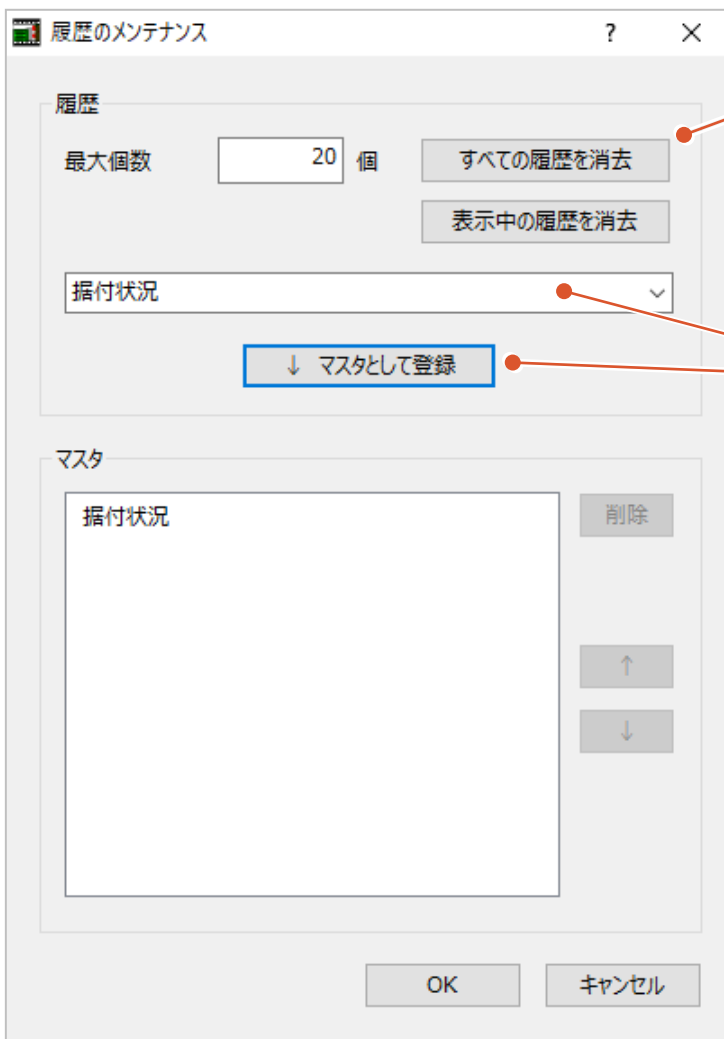 履歴のメンテナンス ? ×
履歴
最大個数 20 個 すべての履歴を消去
表示中の履歴を消去
据付状況
↓ マスタとして登録
マスタ
据付状況 削除
↑
↓
OK キャンセル